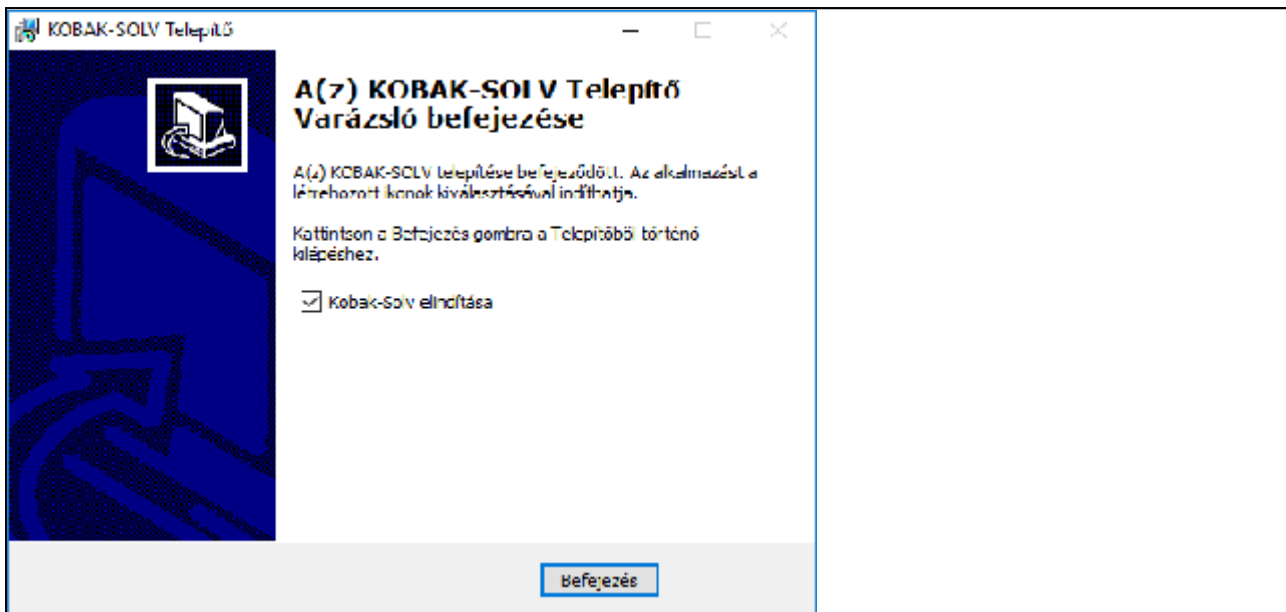 KOBAK-SOLV Telepítő
A(z) KOBAK-SOLV Telepítő
Varázsló befejezése
A(z) KOBAK-SOLV telepítése befejeződött. Az alkalmazást a
létrehozott ikonok kiválasztásával indíthatja.
Kattintson a Befejezés gombra a Telepítőből történő
kilépéshez.
Kobak-Solv elindítása
Befejezés